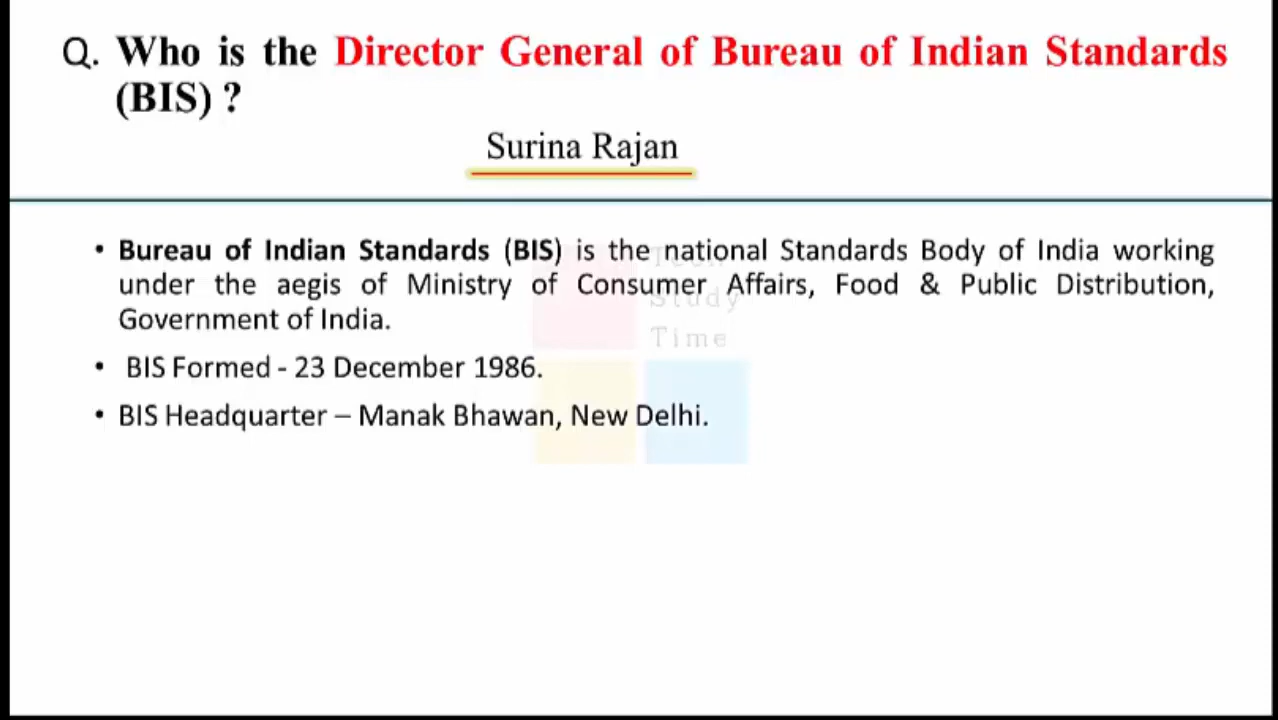 Q. Who is the Director General of Bureau of Indian Standards
(BIS) ?
Surina Rajan
• Bureau of Indian Standards (BIS) is the national Standards Body of India working
under the aegis of Ministry of Consumer Affairs, Food & Public Distribution,
Government of India.
• BIS Formed - 23 December 1986.
• BIS Headquarter – Manak Bhawan, New Delhi.
Study
Time